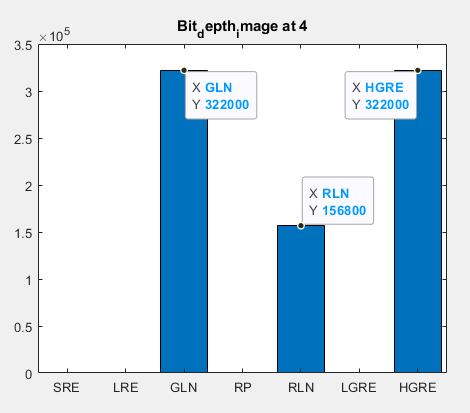 Bit_depth_image at 4
×10^5
3.5
3
2.5
2
1.5
1
0.5
0
X GLN
Y 322000
X HGRE
Y 322000
X RLN
Y 156800
SRE LRE GLN RP RLN LGRE HGRE